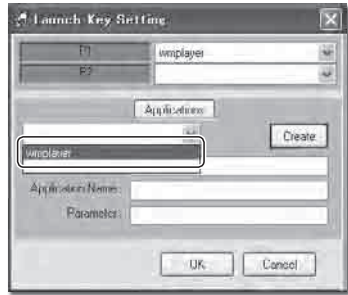 Launch Key Setting
F1 wmplayer
F2
Applications
wmplayer
Create
Application Name:
Parameter:
OK Cancel